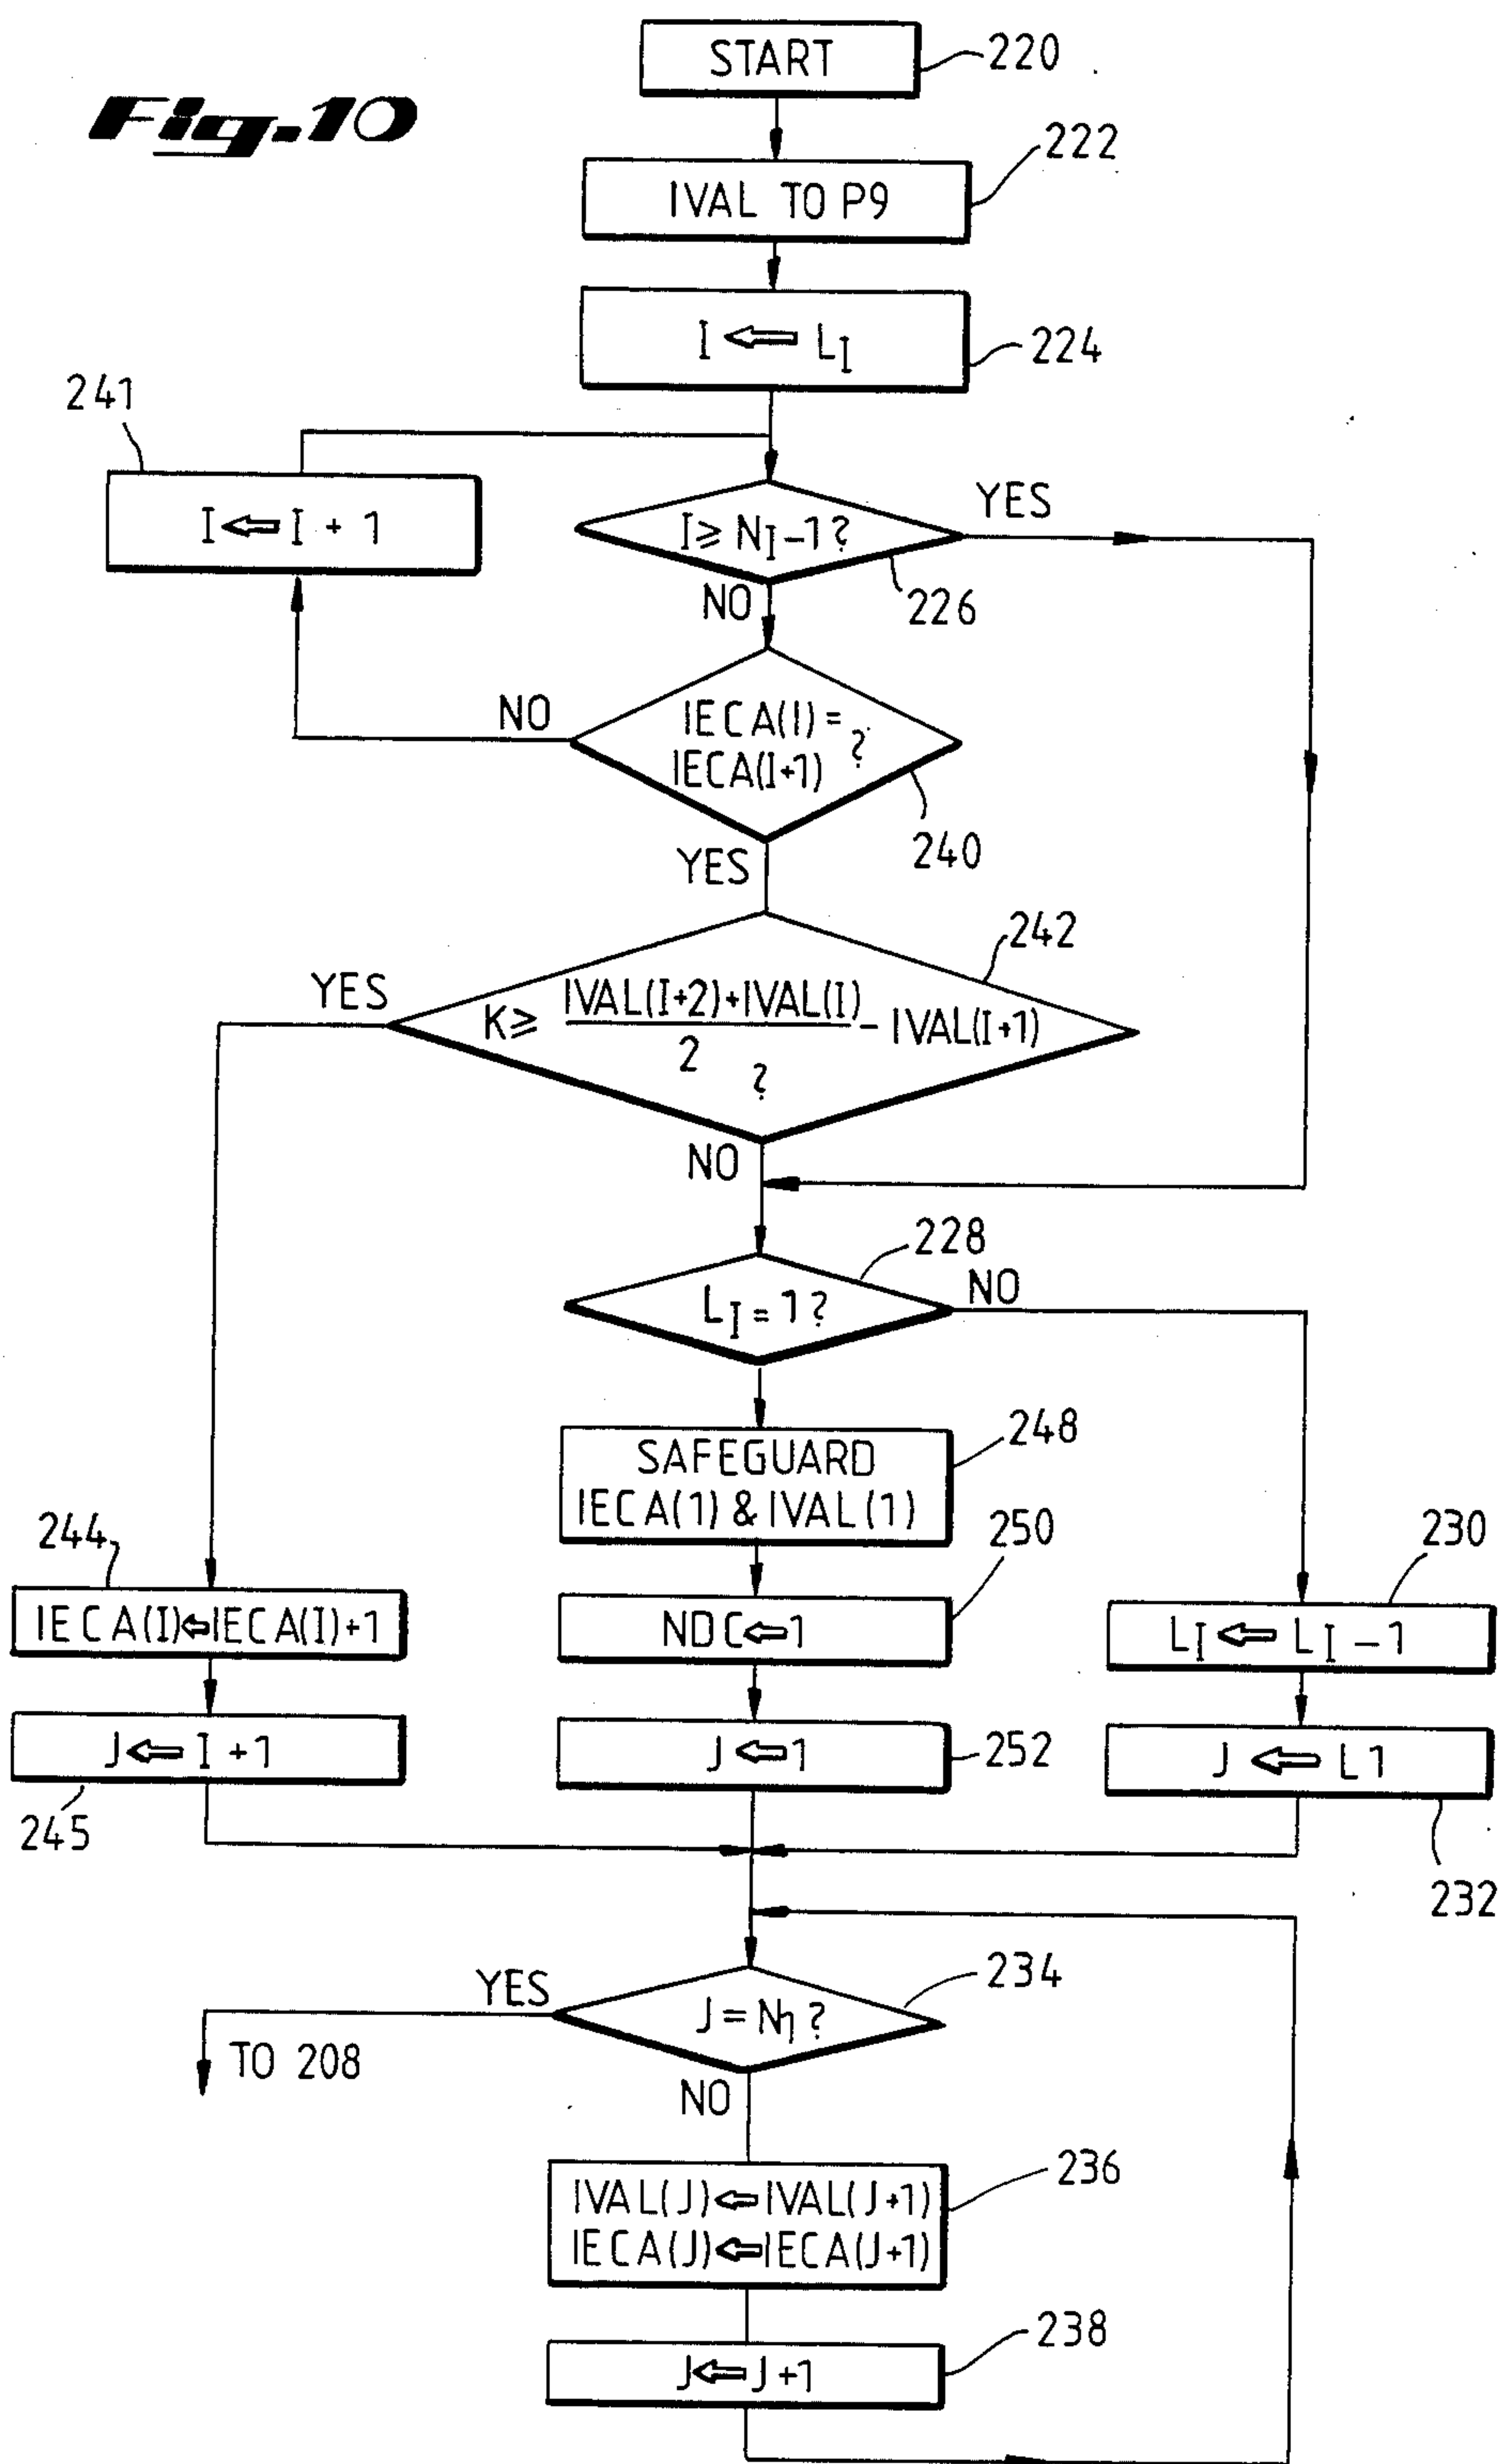 Fig.10
START
220
IVAL TO P9
222
I ⇐ L_I
224
241
I ⇐ I + 1
I ≥ N_I-1?
YES
NO
226
IECA(I) =
IECA(I+1) ?
NO
240
YES
242
YES
K ≥ IVAL(I+2)+IVAL(I)
2
- IVAL(I+1)
?
NO
228
L_I = 1?
NO
SAFEGUARD
IECA(1) & IVAL(1)
248
244
IECA(I)⇐IECA(I)+1
NDC⇐1
250
230
L_I ⇐ L_I -1
J ⇐ I +1
245
J ⇐ 1
252
J ⇐ L1
232
J = N1?
234
YES
TO 208
NO
IVAL(J)⇐IVAL(J+1)
IECA(J)⇐IECA(J+1)
236
J⇐J+1
238